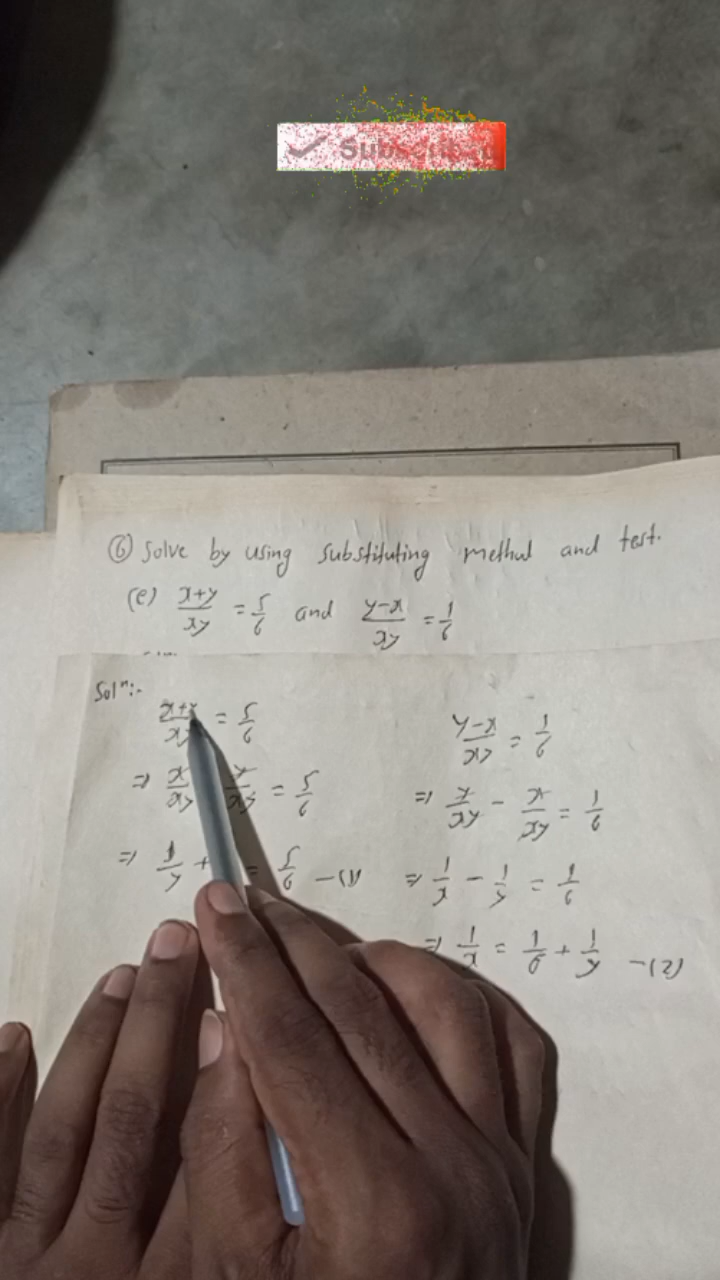 Subscribed
⑥ Solve by using substituting methud and test.
(e) x+y/xy = 5/6 and y-x/xy = 1/6
Solⁿ:-
x+y/xy = 5/6
y-x/xy = 1/6
=> x/xy y/xy = 5/6
=> y/xy - x/xy = 1/6
=> 1/y + = 5/6 -(1)
=> 1/x - 1/y = 1/6
=> 1/x = 1/6 + 1/y -(2)